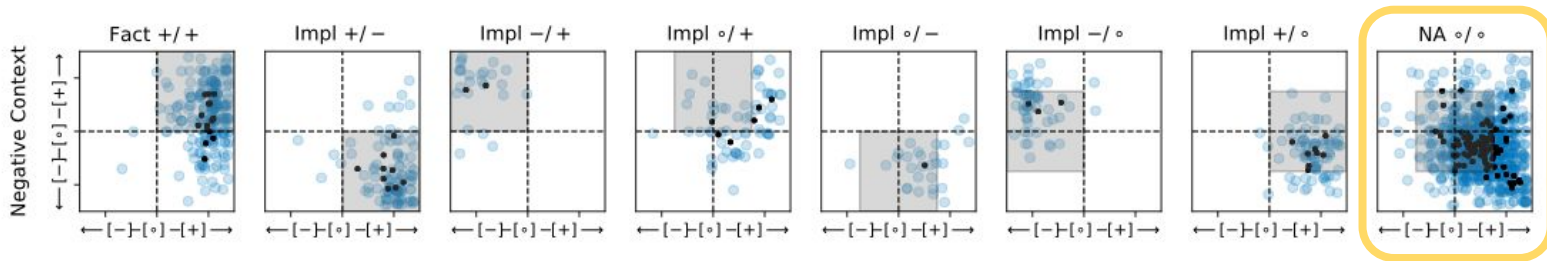 Fact +/+
Impl +/−
Impl −/+
Impl ∘/+
Impl ∘/−
Impl −/∘
Impl +/∘
NA ∘/∘
Negative Context
←[−]-[∘]-[+]→
←[−]-[∘]-[+]→
←[−]-[∘]-[+]→
←[−]-[∘]-[+]→
←[−]-[∘]-[+]→
←[−]-[∘]-[+]→
←[−]-[∘]-[+]→
←[−]-[∘]-[+]→
←[−]-[∘]-[+]→